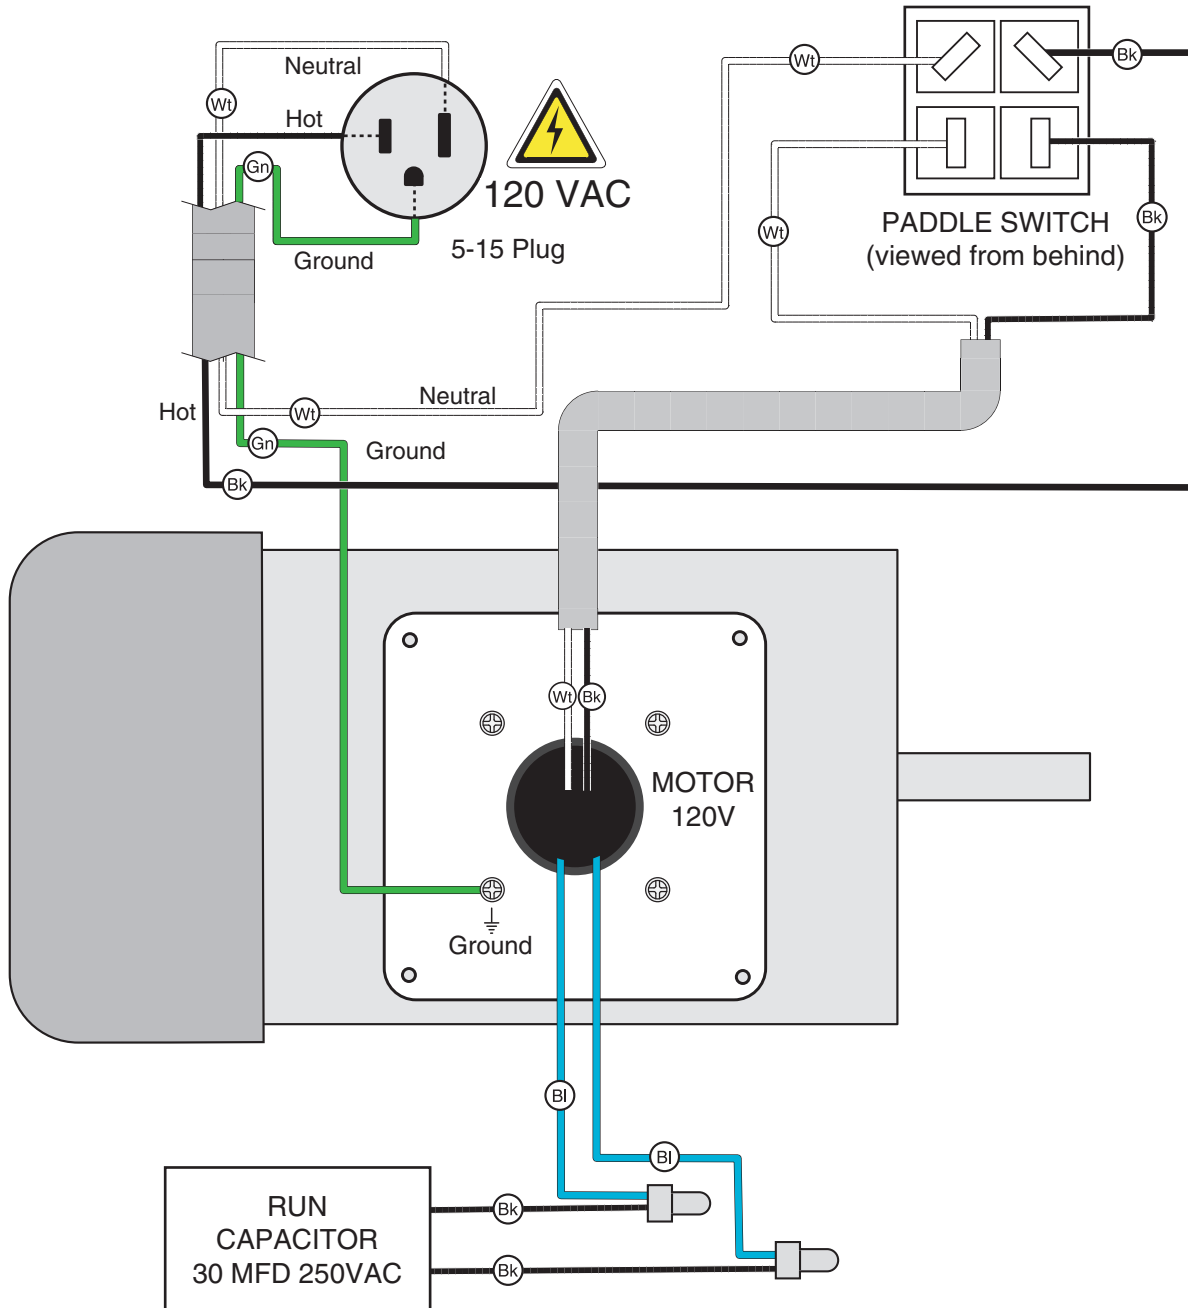 Neutral
Wt
Hot
Gn
Ground
120 VAC
5-15 Plug
Wt
Bk
PADDLE SWITCH
(viewed from behind)
Wt
Bk
Hot
Wt
Neutral
Gn
Ground
Bk
Wt
Bk
MOTOR
120V
Ground
Bl
Bl
RUN
CAPACITOR
30 MFD 250VAC
Bk
Bk